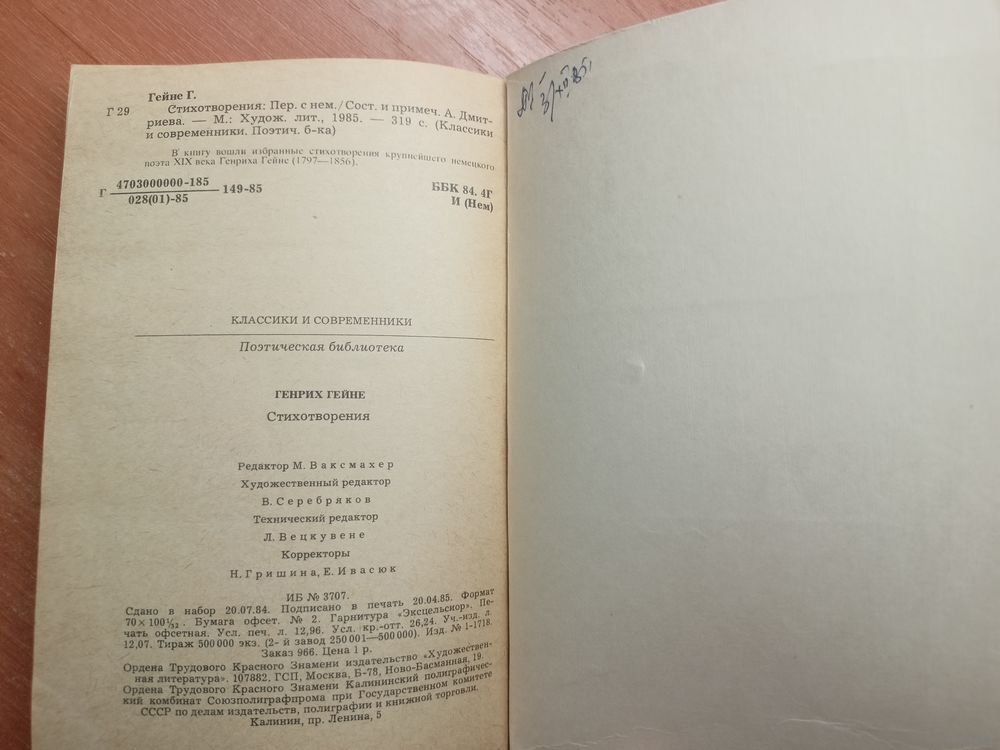 Гейне Г.
Г 29 Стихотворения: Пер. с нем./Сост. и примеч. А. Дмит-
риева. — М.: Худож. лит., 1985. — 319 с. (Классики
и современники. Поэтич. б-ка)
В книгу вошли избранные стихотворения крупнейшего немецкого
поэта XIX века Генриха Гейне (1797—1856).
Г 4703000000-185 149-85 ББК 84. 4Г
028(01)-85 И (Нем)
КЛАССИКИ И СОВРЕМЕННИКИ
Поэтическая библиотека
ГЕНРИХ ГЕЙНЕ
Стихотворения
Редактор М. Ваксмахер
Художественный редактор
В. Серебряков
Технический редактор
Л. Вецкувене
Корректоры
Н. Гришина, Е. Ивасюк
ИБ № 3707.
Сдано в набор 20.07.84. Подписано в печать 20.04.85. Формат
70×100 1/32. Бумага офсет. № 2. Гарнитура "Эксцельсиор". Пе-
чать офсетная. Усл. печ. л. 12,96. Усл. кр.-отт. 26,24. Уч.-изд. л.
12,07. Тираж 500 000 экз. (2-й завод 250 001—500 000). Изд. № 1-1718.
Заказ 966. Цена 1 р.
Ордена Трудового Красного Знамени издательство «Художествен-
ная литература». 107882, ГСП, Москва, Б-78, Ново-Басманная, 19.
Ордена Трудового Красного Знамени Калининский полиграфичес-
кий комбинат Союзполиграфпрома при Государственном комитете
СССР по делам издательств, полиграфии и книжной торговли.
Калинин, пр. Ленина, 5